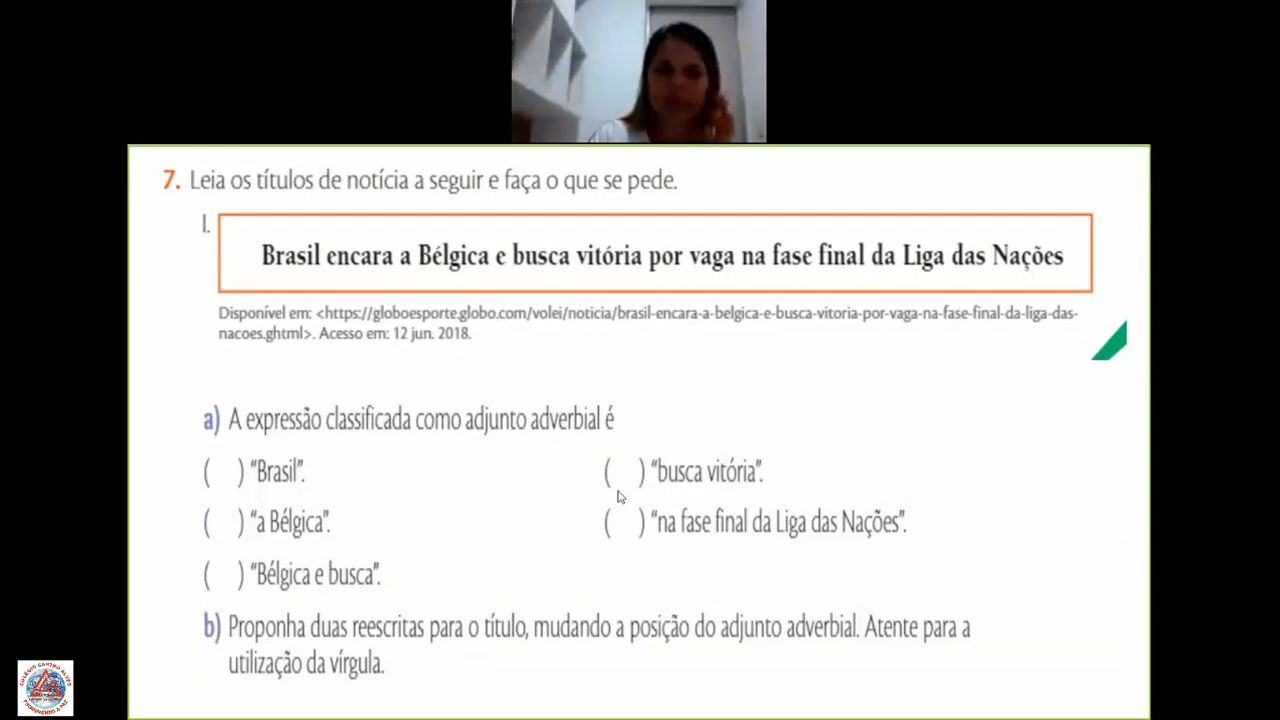 7. Leia os títulos de notícia a seguir e faça o que se pede.
I.
Brasil encara a Bélgica e busca vitória por vaga na fase final da Liga das Nações
Disponível em: <https://globoesporte.globo.com/volei/noticia/brasil-encara-a-belgica-e-busca-vitoria-por-vaga-na-fase-final-da-liga-das-
nacoes.ghtml>. Acesso em: 12 jun. 2018.
a) A expressão classificada como adjunto adverbial é
( ) “Brasil”. ( ) “busca vitória”.
( ) “a Bélgica”. ( ) “na fase final da Liga das Nações”.
( ) “Bélgica e busca”.
b) Proponha duas reescritas para o título, mudando a posição do adjunto adverbial. Atente para a
utilização da vírgula.